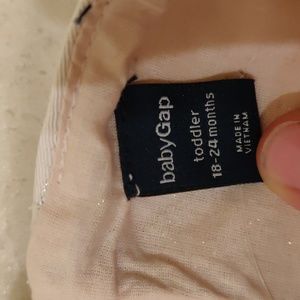 babyGap
toddler
18-24 months
MADE IN
VIETNAM